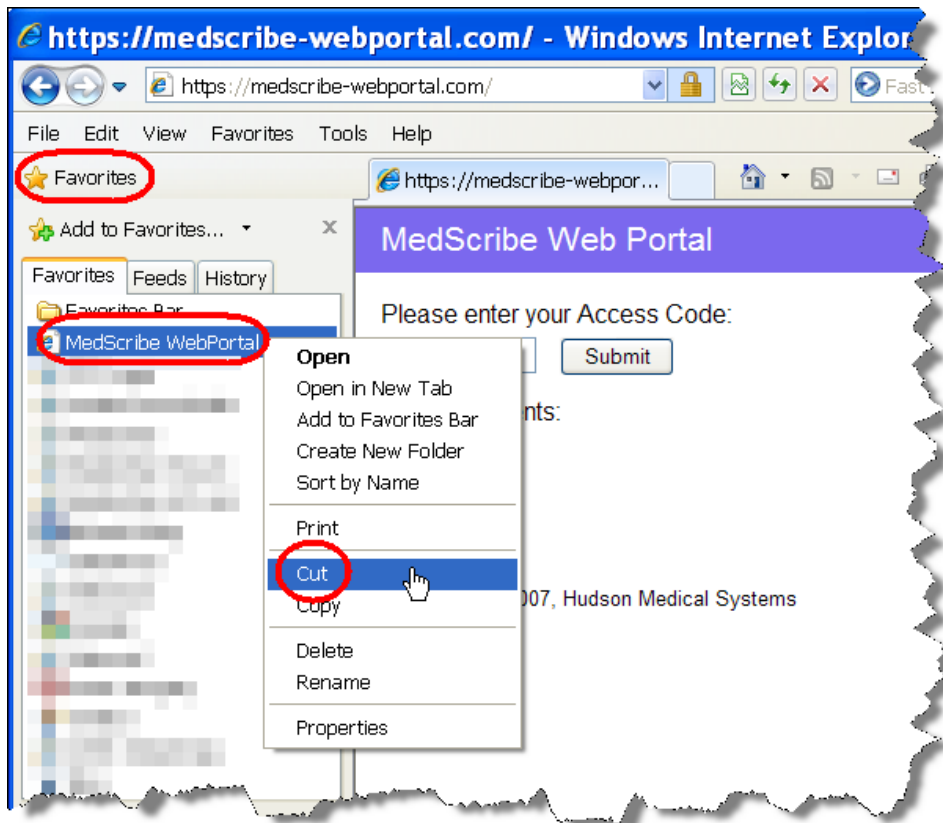 https://medscribe-webportal.com/ - Windows Internet Explor
https://medscribe-webportal.com/
Fast
File Edit View Favorites Tools Help
Favorites
https://medscribe-webpor...
Add to Favorites...
x
MedScribe Web Portal
Favorites Feeds History
Favorites Bar
MedScribe WebPortal
Please enter your Access Code:
Submit
Open
Open in New Tab
Add to Favorites Bar
nts:
Create New Folder
Sort by Name
Print
Cut
Copy
007, Hudson Medical Systems
Delete
Rename
Properties